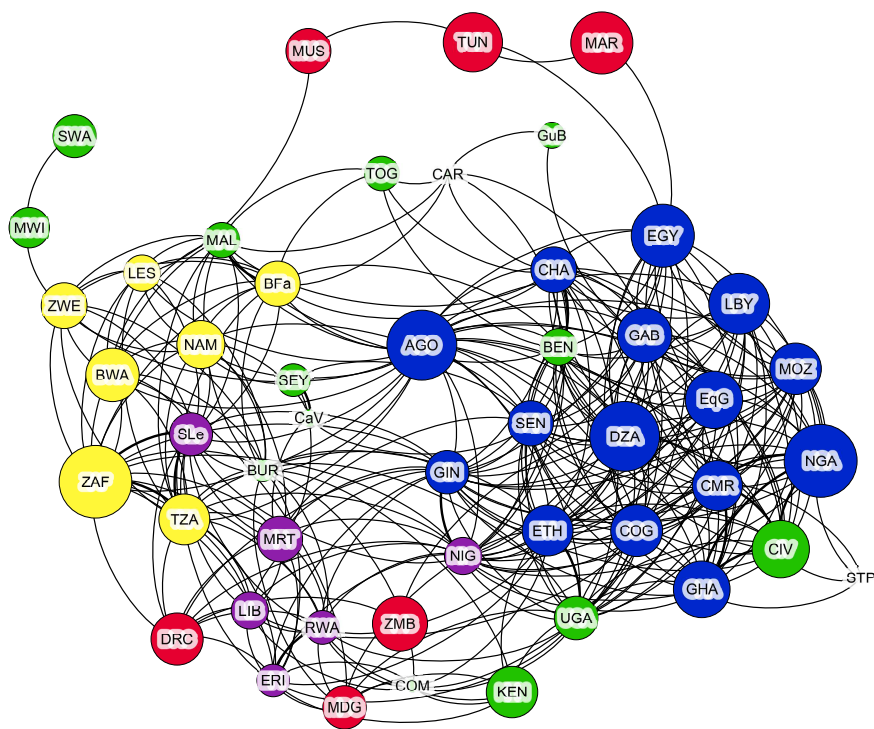 TUN
MAR
MUS
SWA
GuB
TOG
CAR
MWI
MAL
EGY
LES
CHA
BFa
ZWE
LBY
GAB
NAM
AGO
BEN
BWA
MOZ
SEY
EqG
CaV
SEN
SLe
DZA
NGA
BUR
GIN
ZAF
CMR
TZA
ETH
COG
MRT
CIV
NIG
STP
GHA
LIB
UGA
RWA
ZMB
DRC
ERI
COM
KEN
MDG